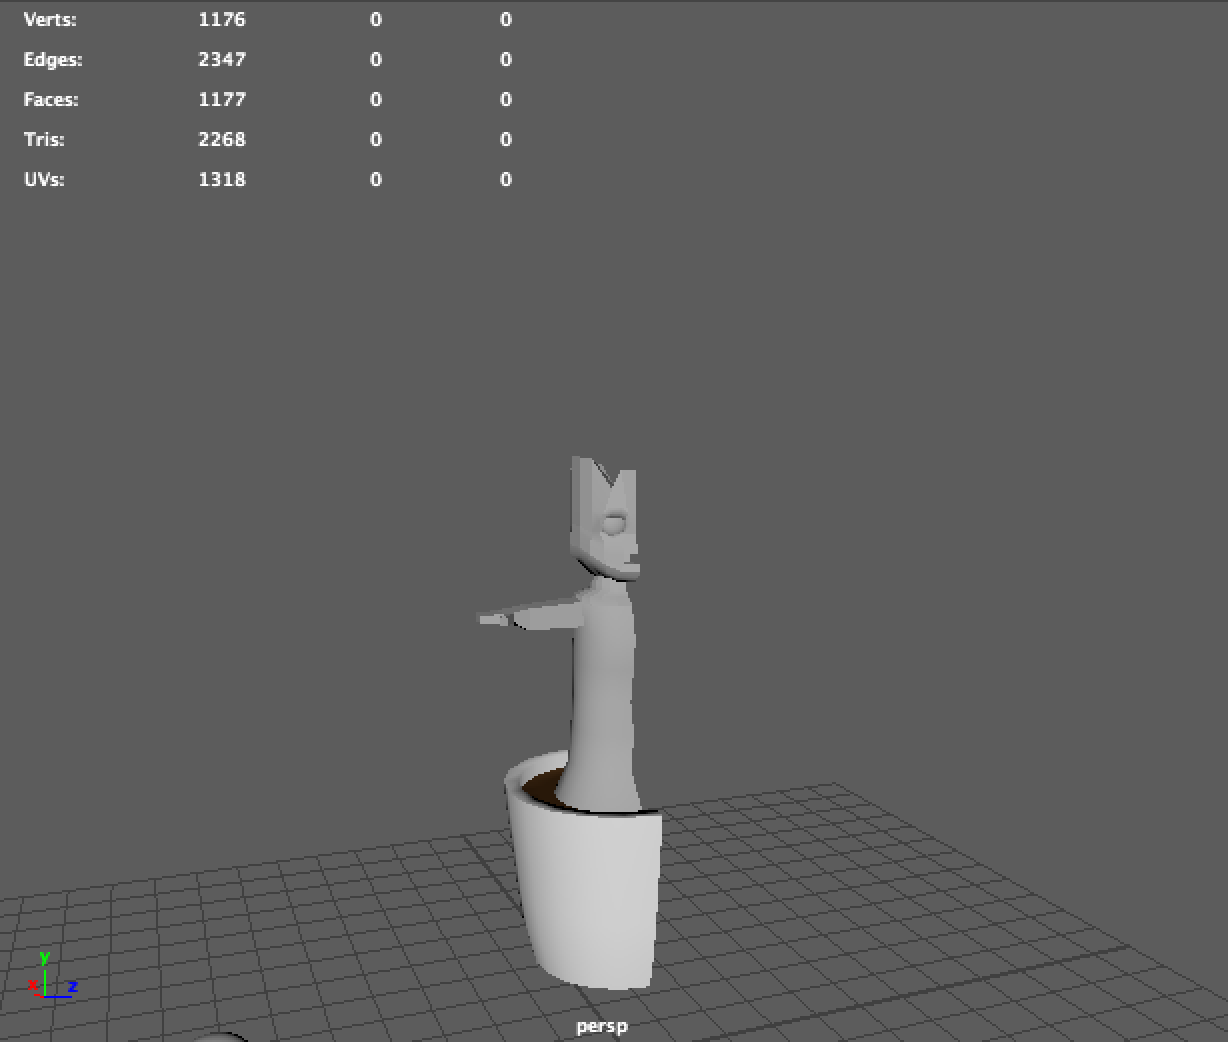 Verts: 1176 0 0
Edges: 2347 0 0
Faces: 1177 0 0
Tris: 2268 0 0
UVs: 1318 0 0
y
x z
persp